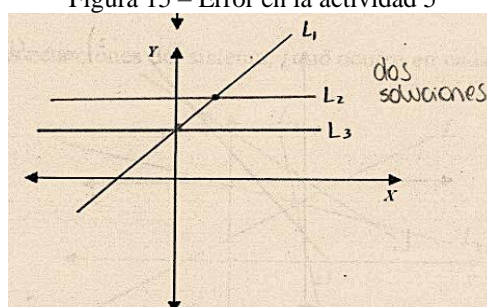 Figura 15 – Error en la actividad 5
Y
L1
dos
soluciones
L2
L3
X